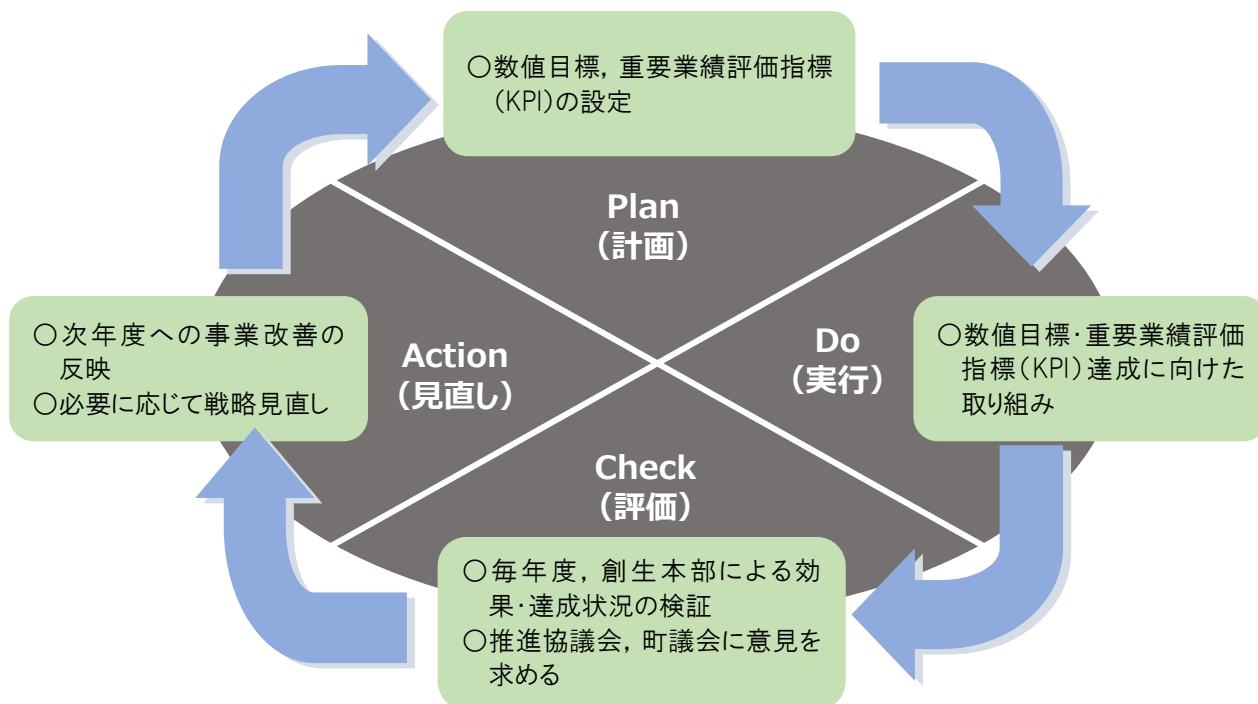 ○数値目標，重要業績評価指標
（KPI）の設定
Plan
（計画）
○数値目標・重要業績評価
指標（KPI）達成に向けた
取り組み
Do
（実行）
Check
（評価）
○毎年度，創生本部による効
果・達成状況の検証
○推進協議会，町議会に意見を
求める
Action
（見直し）
○次年度への事業改善の
反映
○必要に応じて戦略見直し